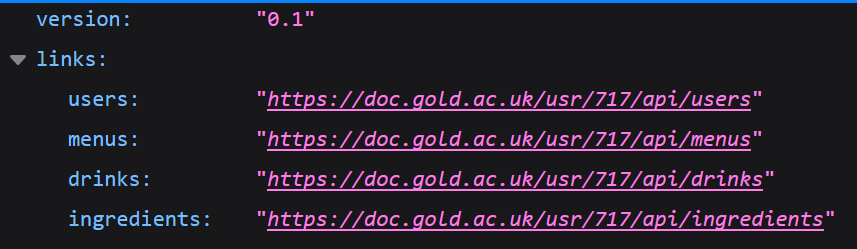 version: "0.1"
links:
users: "https://doc.gold.ac.uk/usr/717/api/users"
menus: "https://doc.gold.ac.uk/usr/717/api/menus"
drinks: "https://doc.gold.ac.uk/usr/717/api/drinks"
ingredients: "https://doc.gold.ac.uk/usr/717/api/ingredients"